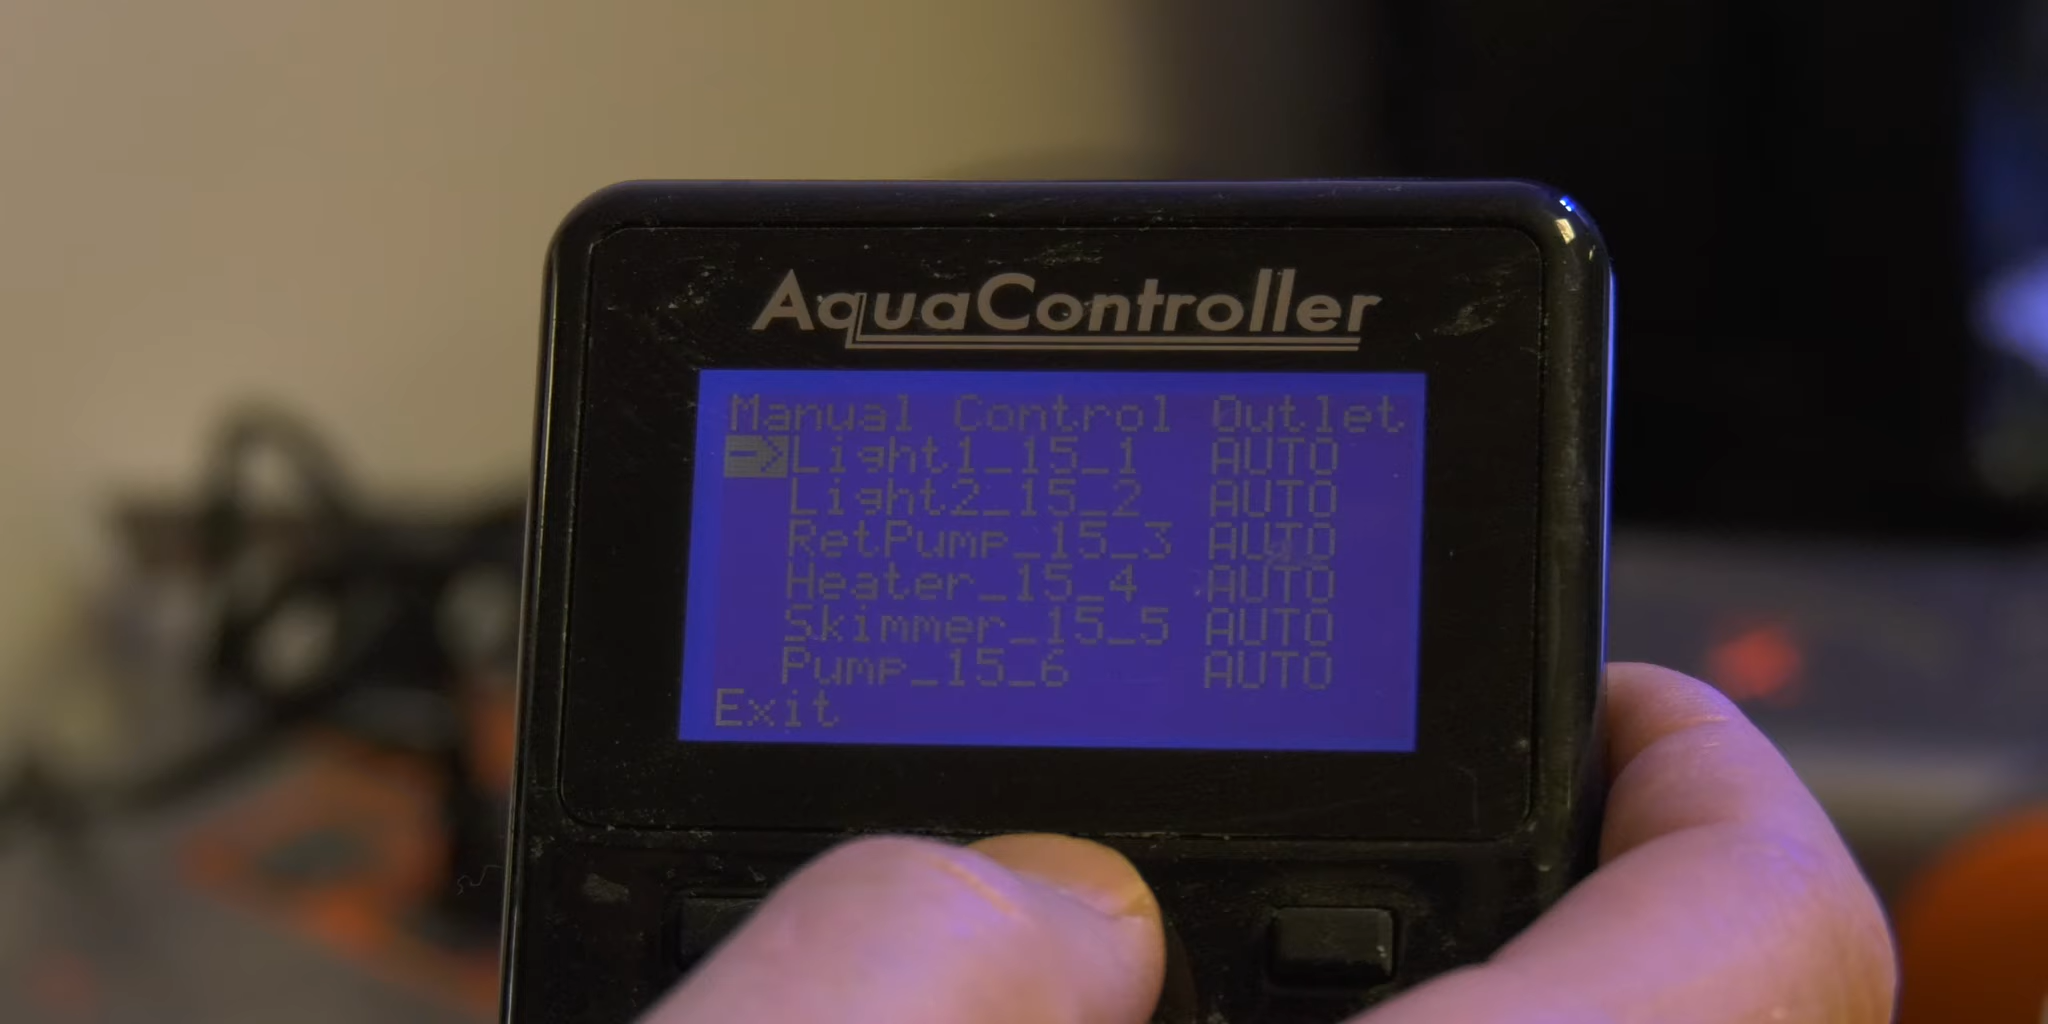 AquaController
Manual Control Outlet
->Light1_15_1 AUTO
Light2_15_2 AUTO
RetPump_15_3 AUTO
Heater_15_4 AUTO
Skimmer_15_5 AUTO
Pump_15_6 AUTO
Exit